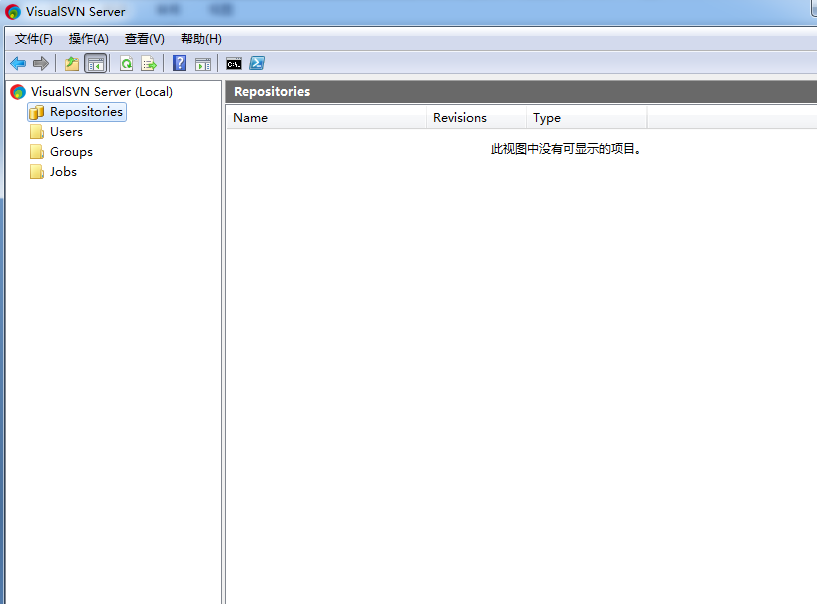 VisualSVN Server
文件(F) 操作(A) 查看(V) 帮助(H)
C:\.
VisualSVN Server (Local)
Repositories
Users
Groups
Jobs
Repositories
Name Revisions Type
此视图中没有可显示的项目。